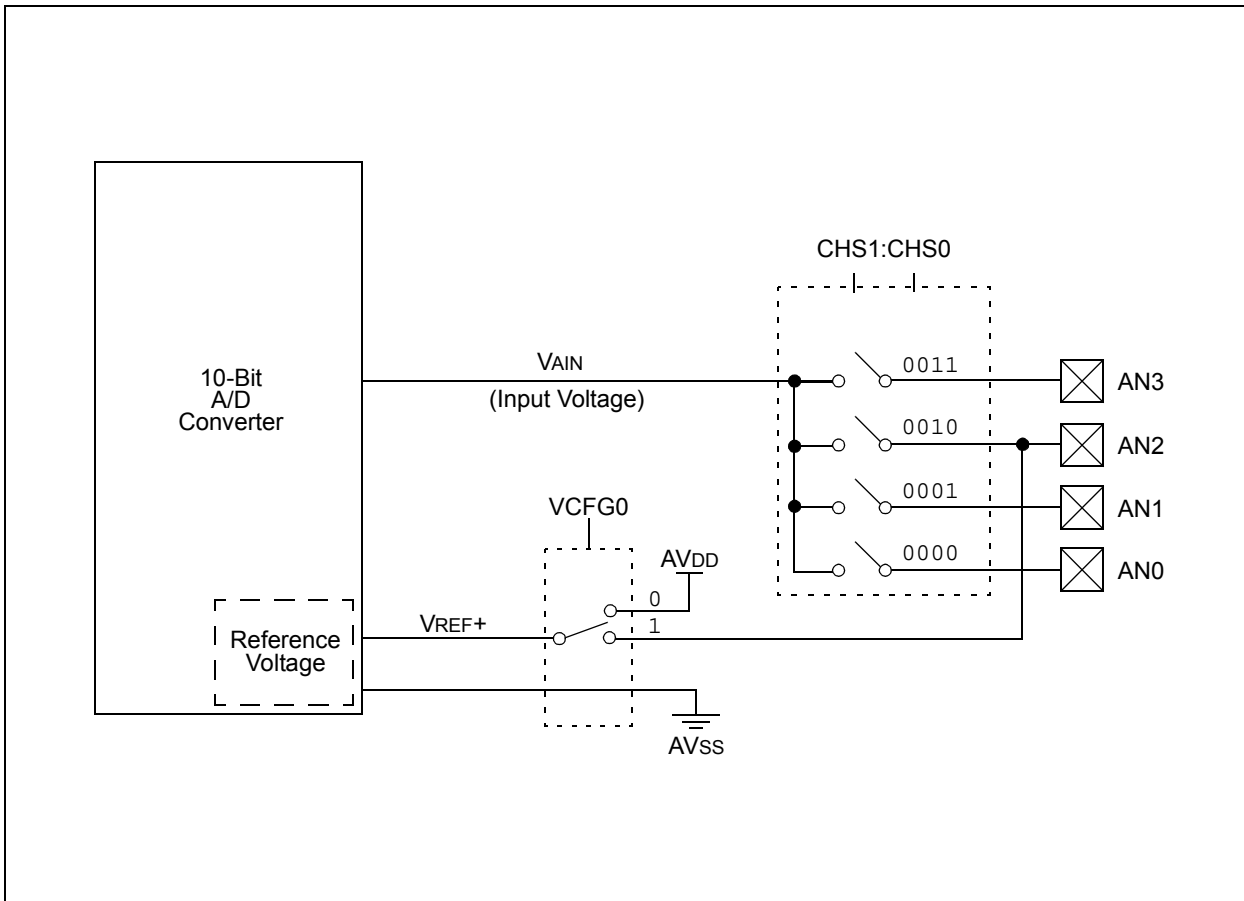 CHS1:CHS0
VAIN
(Input Voltage)
10-Bit
A/D
Converter
0011
AN3
0010
AN2
0001
AN1
0000
AN0
VCFG0
AVDD
0
1
VREF+
Reference
Voltage
AVSS